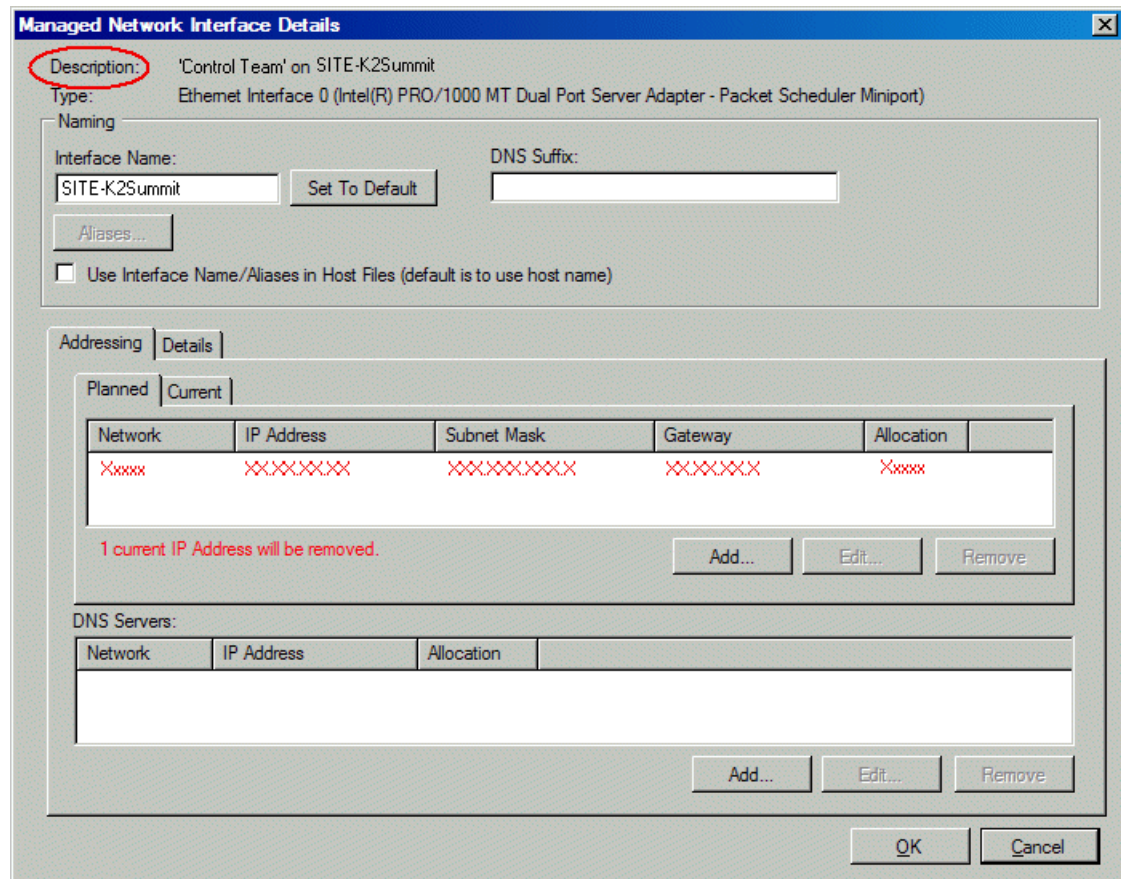 Managed Network Interface Details
Description: 'Control Team' on SITE-K2Summit
Type: Ethernet Interface 0 (Intel(R) PRO/1000 MT Dual Port Server Adapter - Packet Scheduler Miniport)
Naming
Interface Name: DNS Suffix:
SITE-K2Summit Set To Default
Aliases...
Use Interface Name/Aliases in Host Files (default is to use host name)
Addressing Details
Planned Current
Network IP Address Subnet Mask Gateway Allocation
Xxxxx XX.XX.XX.XX XXX.XXX.XXX.X XX.XX.XX.X Xxxxx
1 current IP Address will be removed.
Add... Edit... Remove
DNS Servers:
Network IP Address Allocation
Add... Edit... Remove
OK Cancel